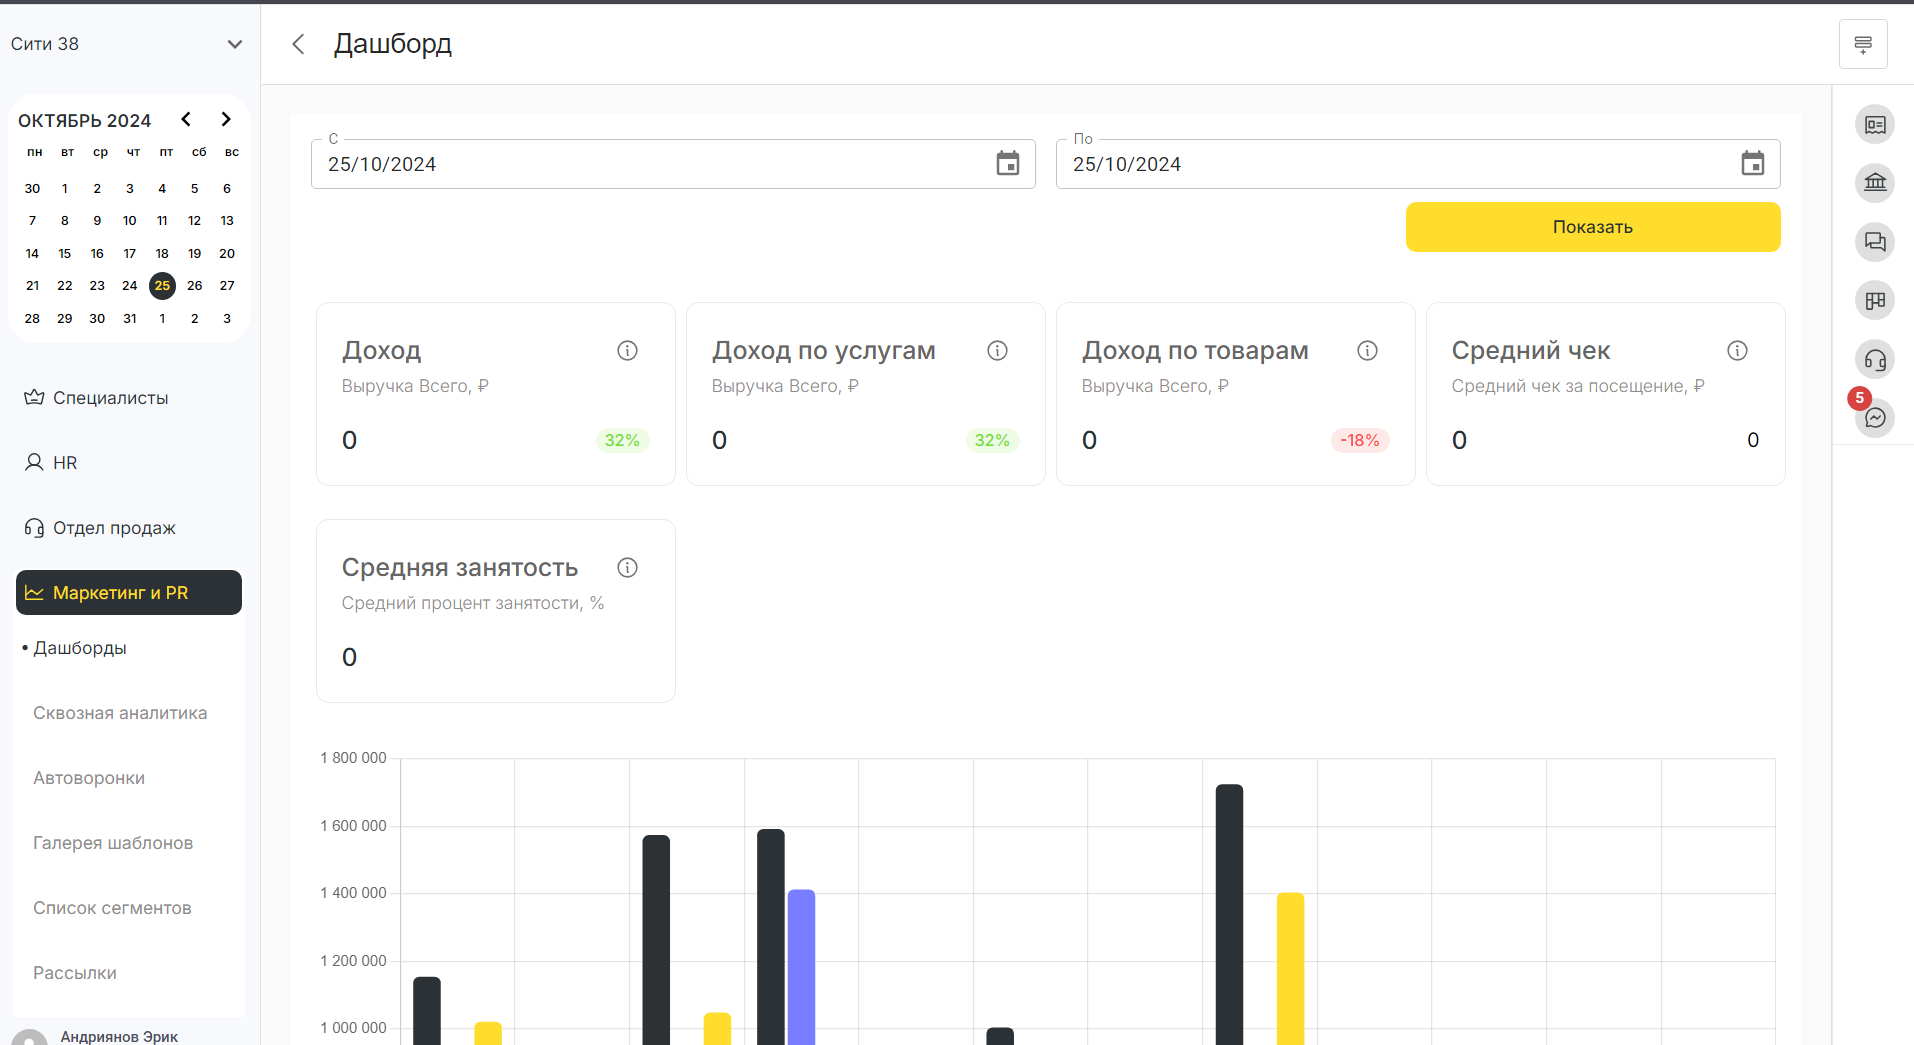 Сити 38
Дашборд
ОКТЯБРЬ 2024
пн вт ср чт пт сб вс
30 1 2 3 4 5 6
7 8 9 10 11 12 13
14 15 16 17 18 19 20
21 22 23 24 25 26 27
28 29 30 31 1 2 3
Специалисты
HR
Отдел продаж
Маркетинг и PR
• Дашборды
Сквозная аналитика
Автоворонки
Галерея шаблонов
Список сегментов
Рассылки
Андриянов Эрик
С
25/10/2024
По
25/10/2024
Показать
Доход
Выручка Всего, ₽
0 32%
Доход по услугам
Выручка Всего, ₽
0 32%
Доход по товарам
Выручка Всего, ₽
0 -18%
Средний чек
Средний чек за посещение, ₽
0 0
Средняя занятость
Средний процент занятости, %
0
1 800 000
1 600 000
1 400 000
1 200 000
1 000 000
5